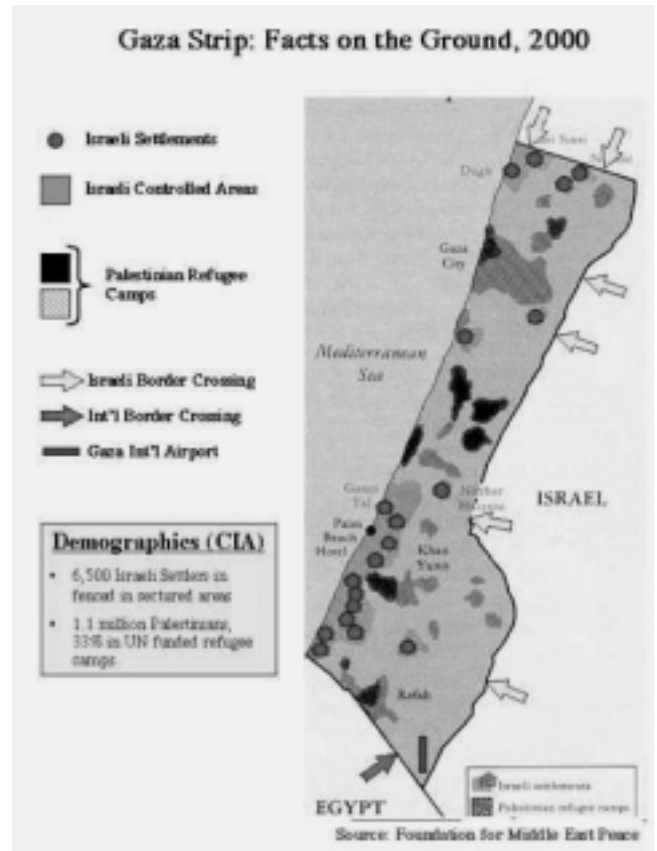 Gaza Strip: Facts on the Ground, 2000
Israeli Settlements
Israeli Controlled Areas
Palestinian Refugee
Camps
Israeli Border Crossing
Int'l Border Crossing
Gaza Int'l Airport
Demographics (CIA)
• 6,500 Israeli Settlers in
fenced in sectured areas
• 1.1 million Palestinians,
33% in UN funded refugee
camps.
Dugit
Gaza
City
Mediterranean
Sea
Tal
Palm
Beach
Hotel
Khan
Yunis
ISRAEL
Rafah
EGYPT
Israeli settlements
Palestinian refugee camps
Source: Foundation for Middle East Peace